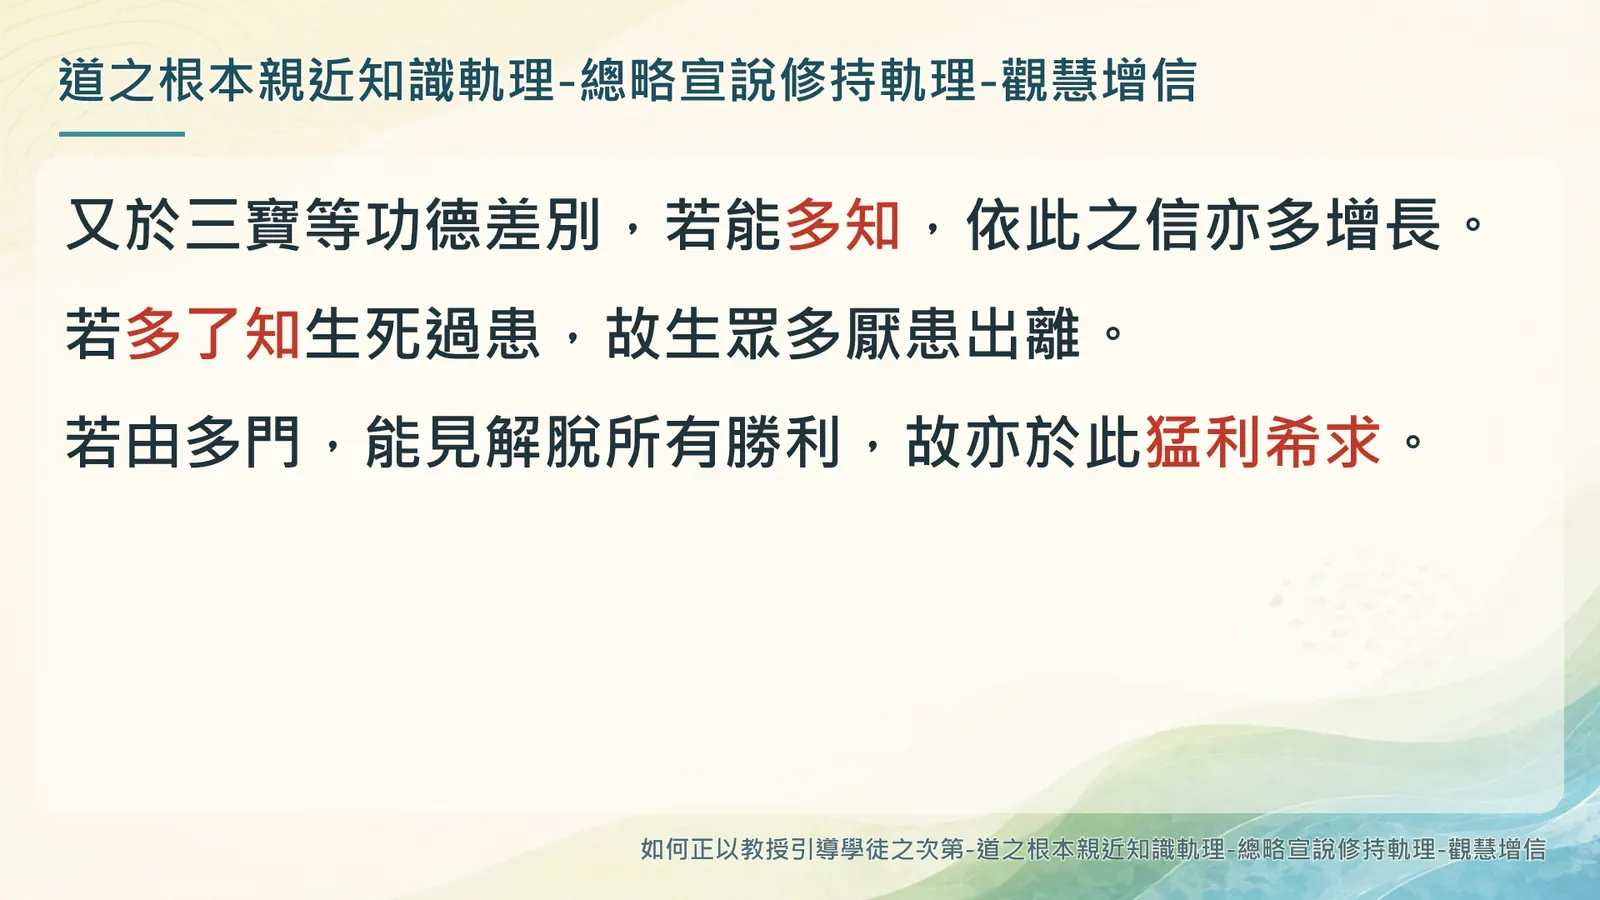 道之根本親近知識軌理-總略宣說修持軌理-觀慧增信
又於三寶等功德差別，若能多知，依此之信亦多增長。
若多了知生死過患，故生眾多厭患出離。
若由多門，能見解脫所有勝利，故亦於此猛利希求。
如何正以教授引導學徒之次第-道之根本親近知識軌理-總略宣說修持軌理-觀慧增信